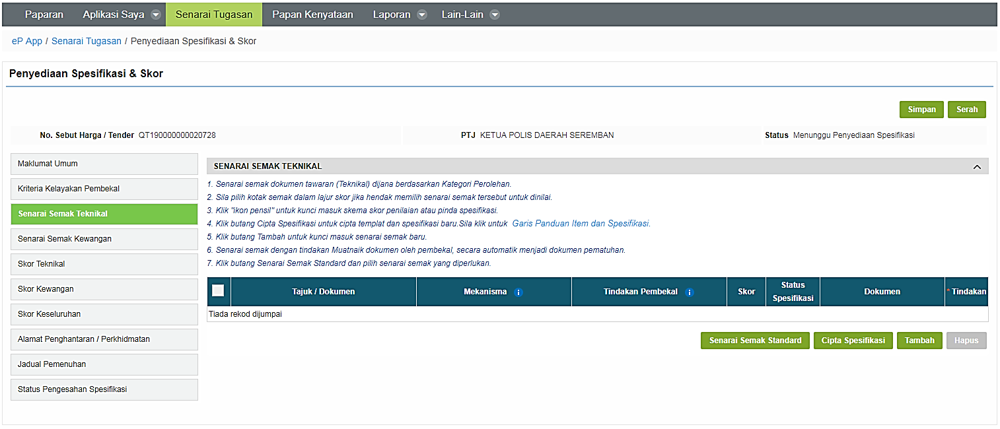 Paparan Aplikasi Saya Senarai Tugasan Papan Kenyataan Laporan Lain-Lain
eP App / Senarai Tugasan / Penyediaan Spesifikasi & Skor
Penyediaan Spesifikasi & Skor
Simpan Serah
No. Sebut Harga / Tender QT190000000020728 PTJ KETUA POLIS DAERAH SEREMBAN Status Menunggu Penyediaan Spesifikasi
Maklumat Umum
Kriteria Kelayakan Pembekal
Senarai Semak Teknikal
Senarai Semak Kewangan
Skor Teknikal
Skor Kewangan
Skor Keseluruhan
Alamat Penghantaran / Perkhidmatan
Jadual Pemenuhan
Status Pengesahan Spesifikasi
SENARAI SEMAK TEKNIKAL
1. Senarai semak dokumen tawaran (Teknikal) dijana berdasarkan Kategori Perolehan.
2. Sila pilih kotak semak dalam lajur skor jika hendak memilih senarai semak tersebut untuk dinilai.
3. Klik "ikon pensil" untuk kunci masuk skema skor penilaian atau pinda spesifikasi.
4. Klik butang Cipta Spesifikasi untuk cipta templat dan spesifikasi baru.Sila klik untuk Garis Panduan Item dan Spesifikasi.
5. Klik butang Tambah untuk kunci masuk senarai semak baru.
6. Senarai semak dengan tindakan Muatnaik dokumen oleh pembekal, secara automatik menjadi dokumen pematuhan.
7. Klik butang Senarai Semak Standard dan pilih senarai semak yang diperlukan.
Tajuk / Dokumen Mekanisma i Tindakan Pembekal i Skor Status Spesifikasi Dokumen * Tindakan
Tiada rekod dijumpai
Senarai Semak Standard Cipta Spesifikasi Tambah Hapus